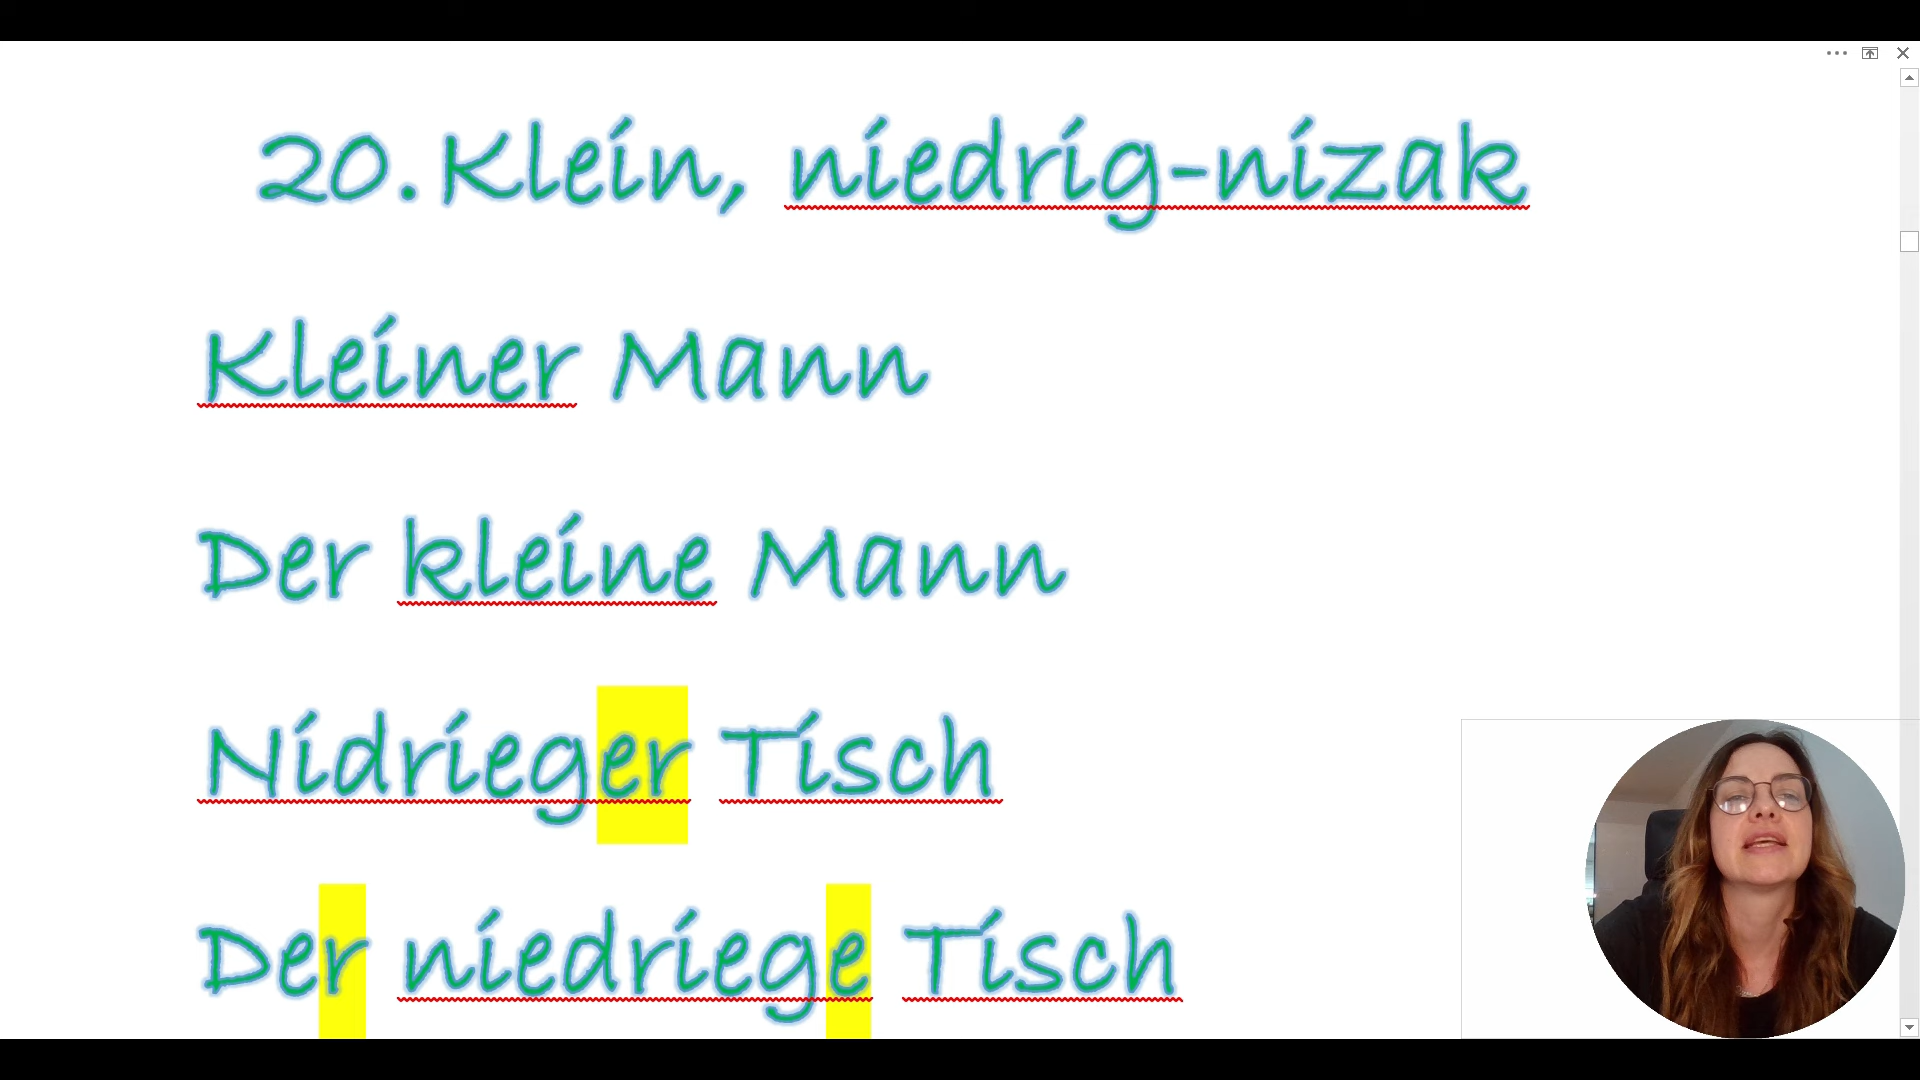 20. Klein, niedrig-nizak
Kleiner Mann
Der kleine Mann
Nidrieger Tisch
Der niedriege Tisch